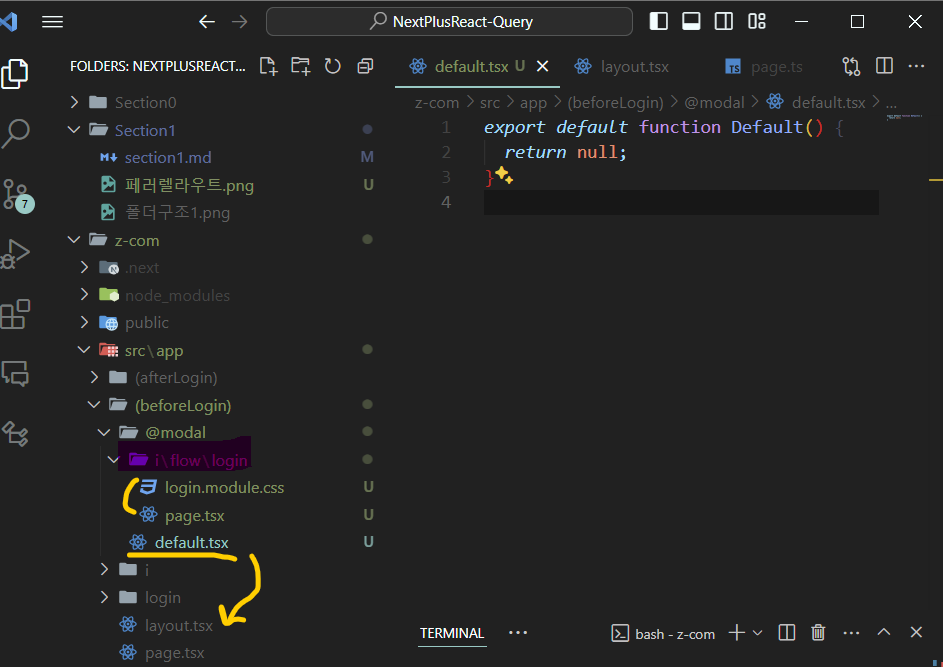 NextPlusReact-Query
FOLDERS: NEXTPLUSREACT...
default.tsx U
layout.tsx
TS page.ts
z-com > src > app > (beforeLogin) > @modal > default.tsx > ...
Section0
Section1
section1.md M
페러렐라우트.png U
폴더구조1.png
z-com
.next
node_modules
public
src\app
(afterLogin)
(beforeLogin)
@modal
i\flow\login
login.module.css U
page.tsx U
default.tsx U
i
login
layout.tsx
page.tsx
7
1 export default function Default() {
2 return null;
3 }
4
TERMINAL ...
bash - z-com